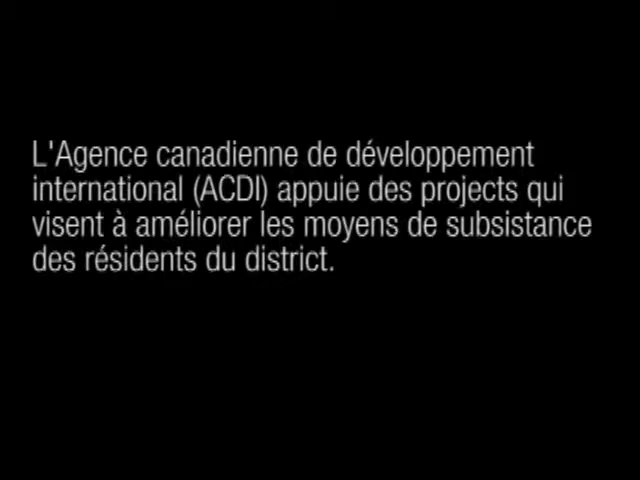 L'Agence canadienne de développement
international (ACDI) appuie des projects qui
visent à améliorer les moyens de subsistance
des résidents du district.